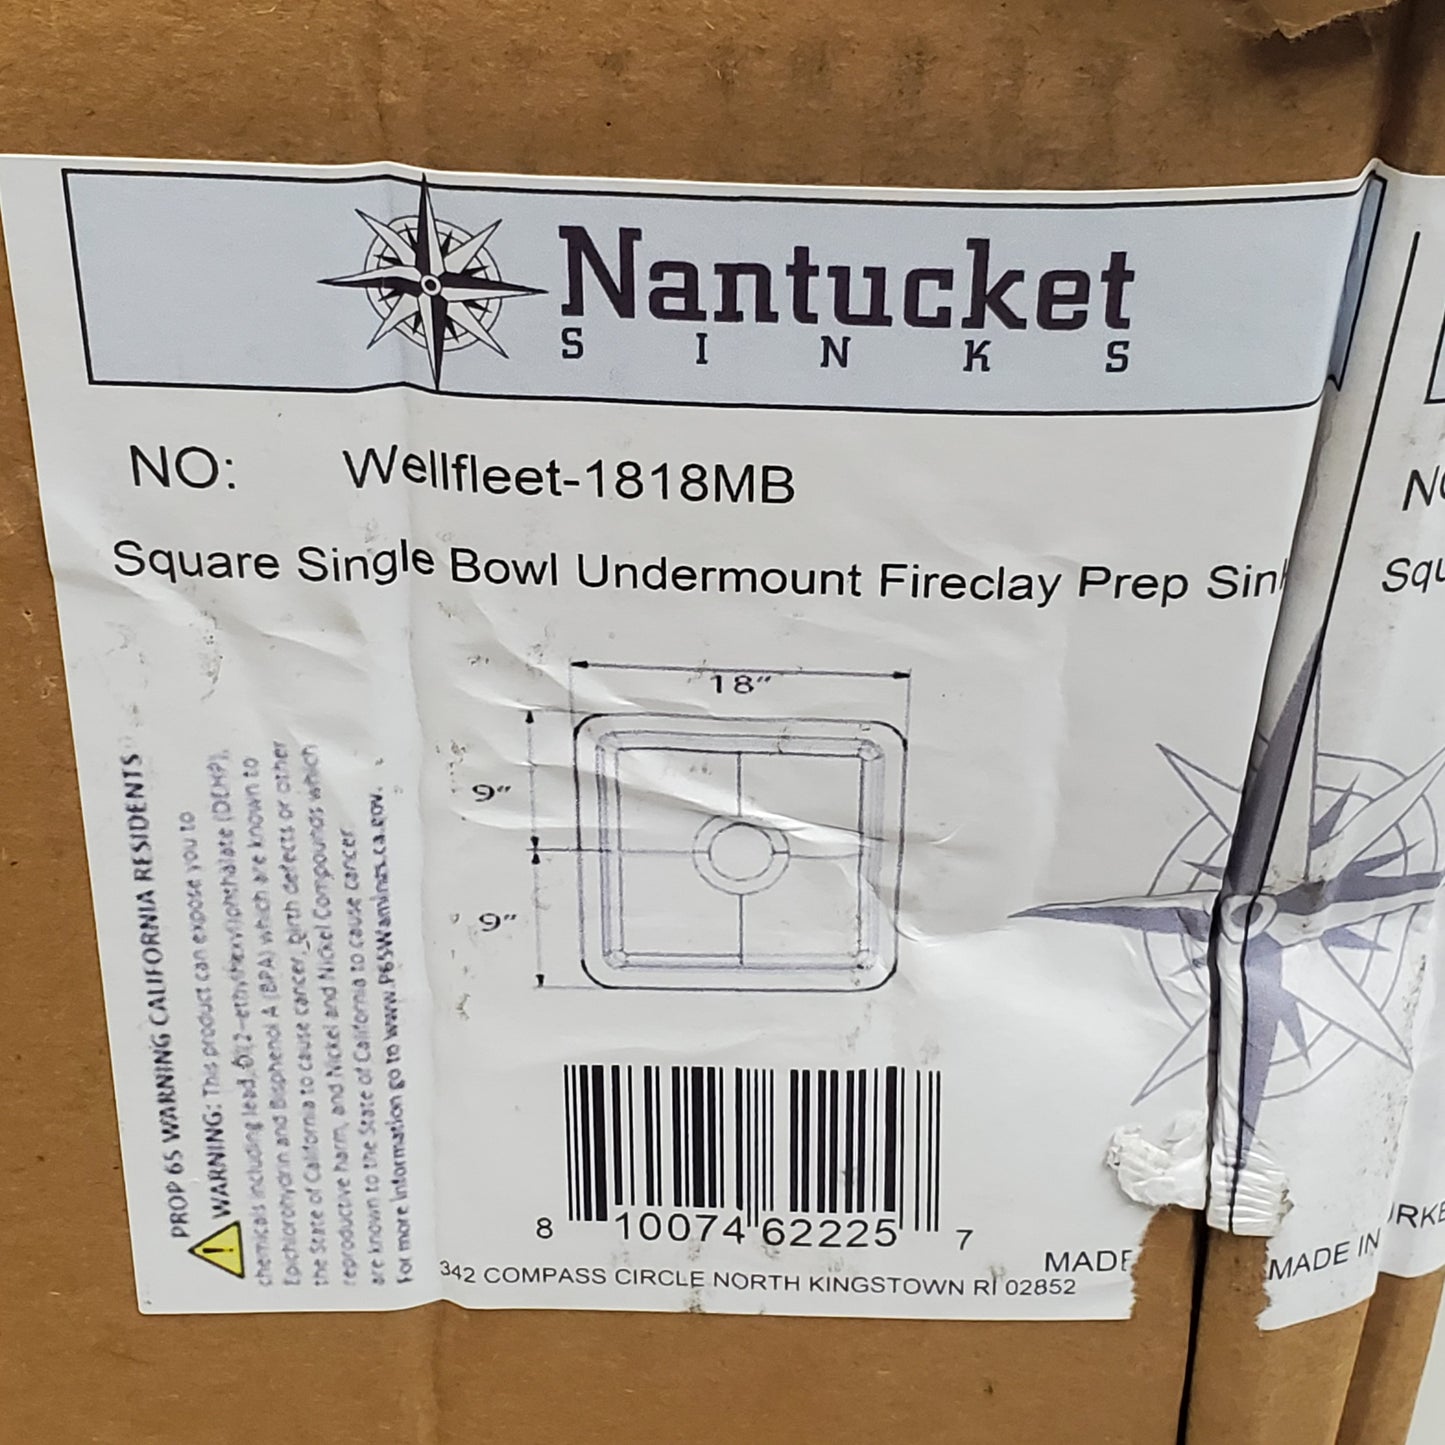 Nantucket
SINKS
NO: Wellfleet-1818MB
Square Single Bowl Undermount Fireclay Prep Sink
18"
9"
9"
PROP 65 WARNING CALIFORNIA RESIDENTS
WARNING: This product can expose you to
chemicals including lead, (DEHP),
Epichlorohydrin and Bisphenol A (BPA) which are known to
the State of California to cause cancer, birth defects or other
reproductive harm, and Nickel and Nickel Compounds which
are known to the State of California to cause cancer
For more information go to www.P65Warnings.ca.gov.
8 10074 62225 7
342 COMPASS CIRCLE NORTH KINGSTOWN RI 02852
MADE
NO
Squ
MADE IN